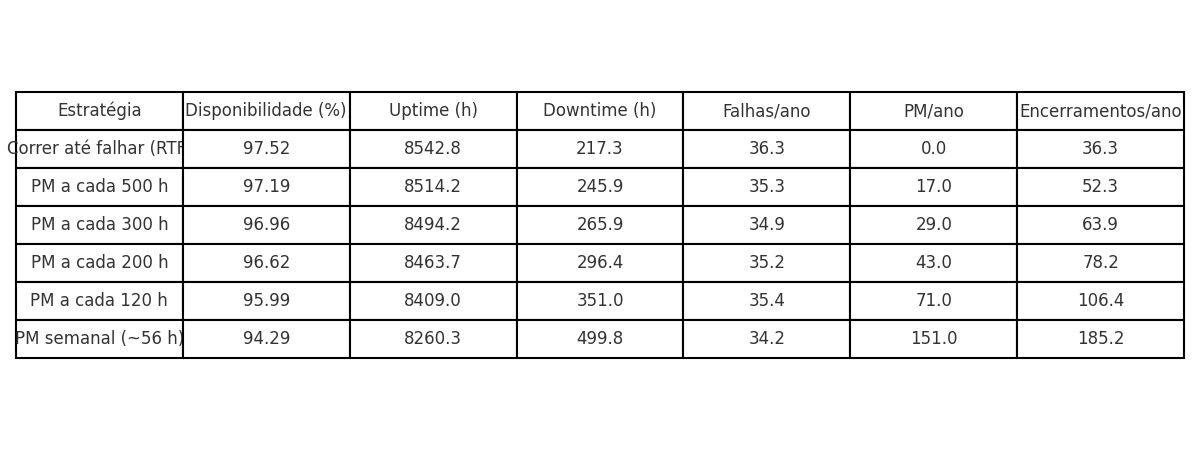 Estratégia Disponibilidade (%) Uptime (h) Downtime (h) Falhas/ano PM/ano Encerramentos/ano
Correr até falhar (RTF 97.52 8542.8 217.3 36.3 0.0 36.3
PM a cada 500 h 97.19 8514.2 245.9 35.3 17.0 52.3
PM a cada 300 h 96.96 8494.2 265.9 34.9 29.0 63.9
PM a cada 200 h 96.62 8463.7 296.4 35.2 43.0 78.2
PM a cada 120 h 95.99 8409.0 351.0 35.4 71.0 106.4
PM semanal (~56 h) 94.29 8260.3 499.8 34.2 151.0 185.2